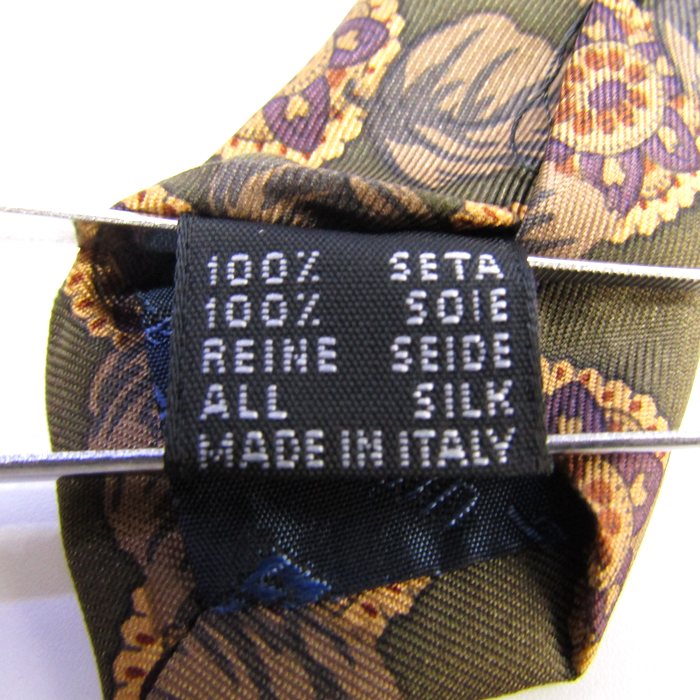 100% SETA
100% SOIE
REINE SEIDE
ALL SILK
MADE IN ITALY